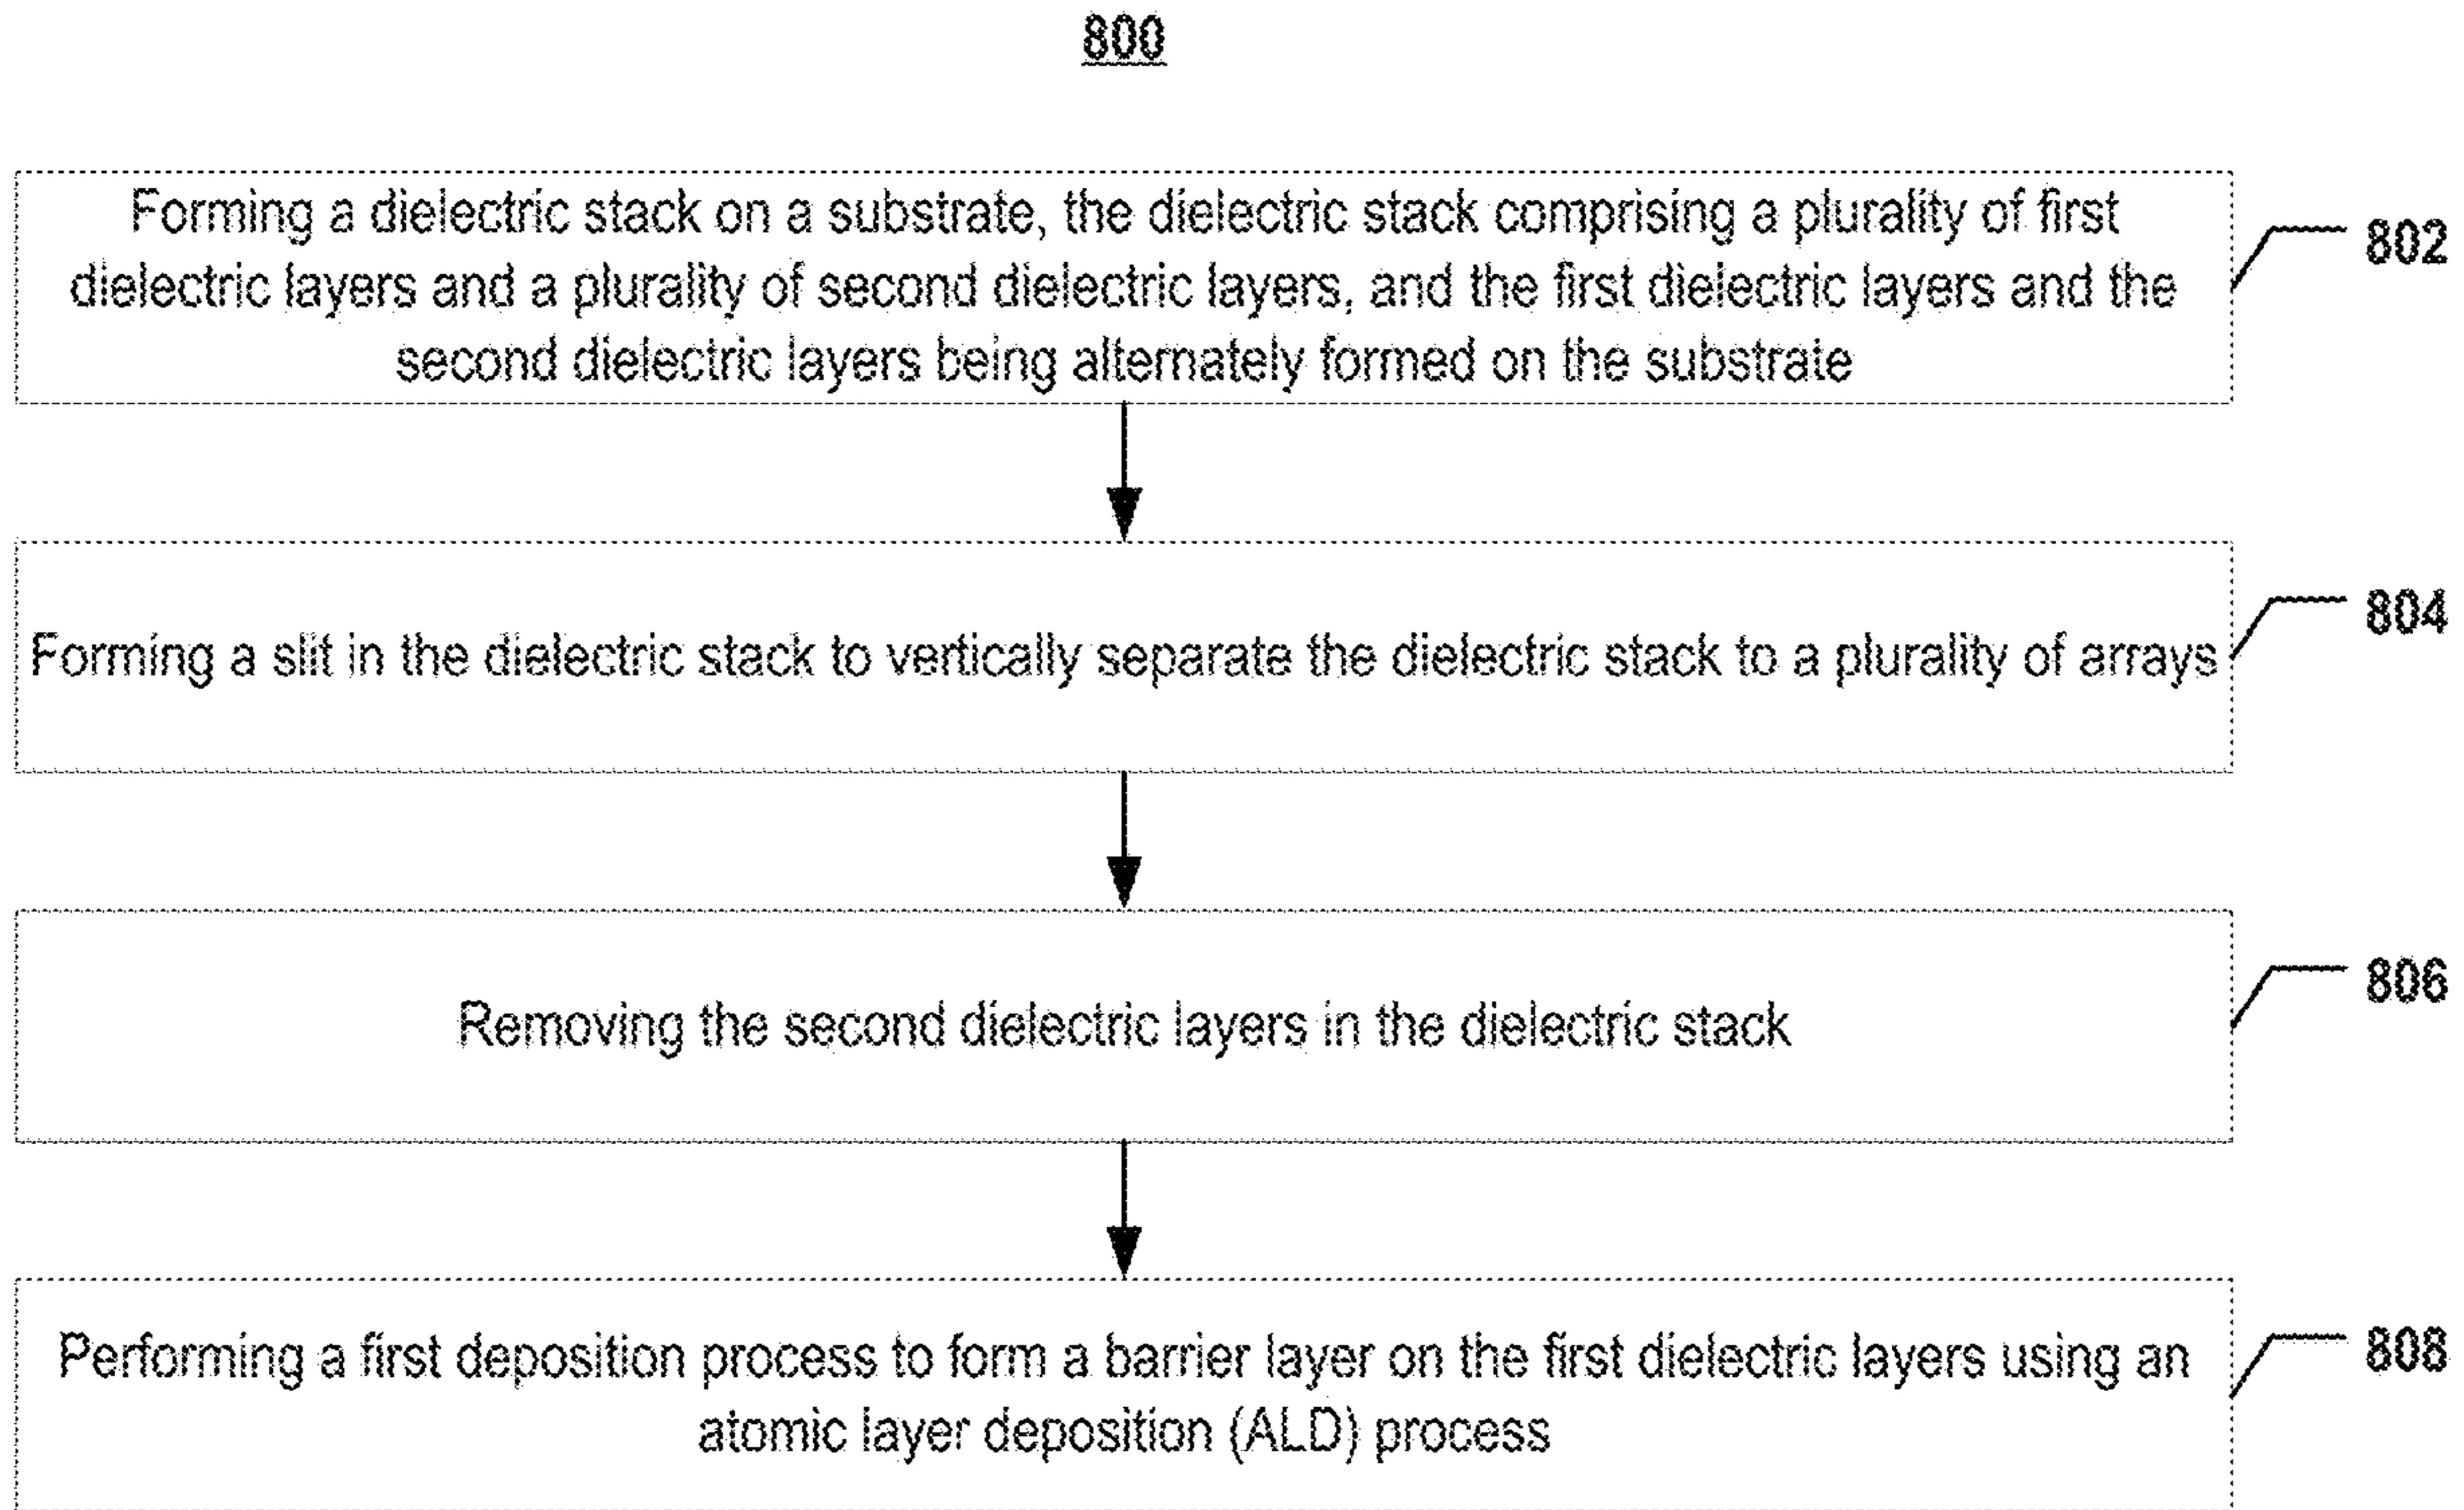 800
Forming a dielectric stack on a substrate, the dielectric stack comprising a plurality of first
dielectric layers and a plurality of second dielectric layers, and the first dielectric layers and the
second dielectric layers being alternately formed on the substrate
802
Forming a slit in the dielectric stack to vertically separate the dielectric stack to a plurality of arrays
804
Removing the second dielectric layers in the dielectric stack
806
Performing a first deposition process to form a barrier layer on the first dielectric layers using an
atomic layer deposition (ALD) process
808